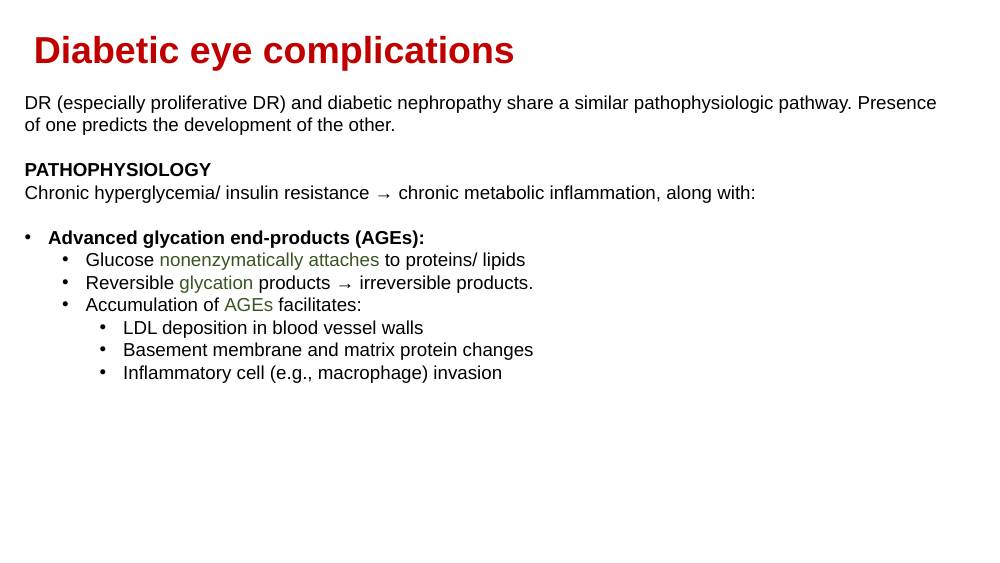 Diabetic eye complications
DR (especially proliferative DR) and diabetic nephropathy share a similar pathophysiologic pathway. Presence
of one predicts the development of the other.
PATHOPHYSIOLOGY
Chronic hyperglycemia/ insulin resistance → chronic metabolic inflammation, along with:
• Advanced glycation end-products (AGEs):
• Glucose nonenzymatically attaches to proteins/ lipids
• Reversible glycation products → irreversible products.
• Accumulation of AGEs facilitates:
• LDL deposition in blood vessel walls
• Basement membrane and matrix protein changes
• Inflammatory cell (e.g., macrophage) invasion